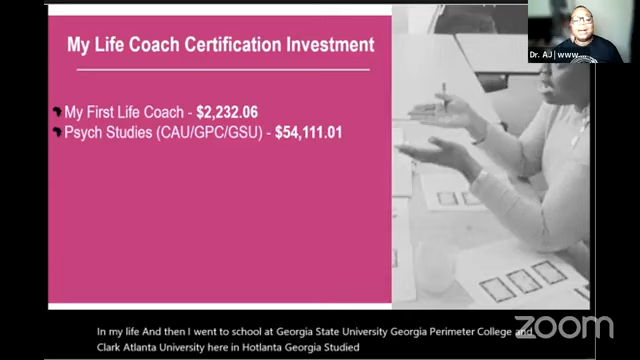 My Life Coach Certification Investment
My First Life Coach - $2,232.06
Psych Studies (CAU/GPC/GSU) - $54,111.01
Dr. AJ | www....
In my life And then I went to school at Georgia State University Georgia Perimeter College and
Clark Atlanta University here in Hotlanta Georgia Studied
zoom